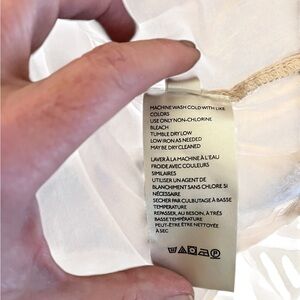 MACHINE WASH COLD WITH LIKE
COLORS
USE ONLY NON-CHLORINE
BLEACH
TUMBLE DRY LOW
LOW IRON AS NEEDED
MAY BE DRY CLEANED
LAVER À LA MACHINE À L'EAU
FROIDE AVEC COULEURS
SIMILAIRES
UTILISER UN AGENT DE
BLANCHIMENT SANS CHLORE SI
NÉCESSAIRE
SECHER PAR CULBUTAGE À BASSE
TEMPERATURE
REPASSER, AU BESOIN, À TRÈS
BASSE TEMPÉRATURE
PEUT-ÊTRE ÊTRE NETTOYÉE
À SEC